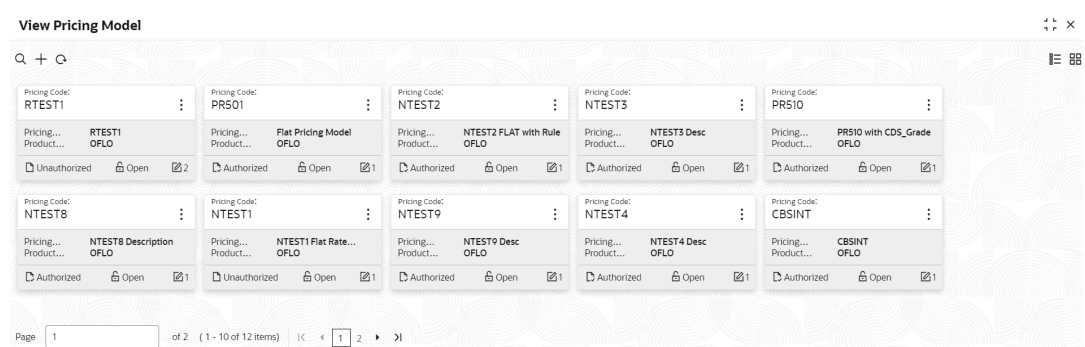 View Pricing Model
Pricing Code:
RTEST1
Pricing... RTEST1
Product... OFLO
Unauthorized Open 2
Pricing Code:
PR501
Pricing... Flat Pricing Model
Product... OFLO
Authorized Open 1
Pricing Code:
NTEST2
Pricing... NTEST2 FLAT with Rule
Product... OFLO
Authorized Open 1
Pricing Code:
NTEST3
Pricing... NTEST3 Desc
Product... OFLO
Authorized Open 1
Pricing Code:
PR510
Pricing... PR510 with CDS_Grade
Product... OFLO
Authorized Open 1
Pricing Code:
NTEST8
Pricing... NTEST8 Description
Product... OFLO
Authorized Open 1
Pricing Code:
NTEST1
Pricing... NTEST1 Flat Rate...
Product... OFLO
Unauthorized Open 1
Pricing Code:
NTEST9
Pricing... NTEST9 Desc
Product... OFLO
Authorized Open 1
Pricing Code:
NTEST4
Pricing... NTEST4 Desc
Product... OFLO
Authorized Open 1
Pricing Code:
CBSINT
Pricing... CBSINT
Product... OFLO
Authorized Open 1
Page 1 of 2 (1 - 10 of 12 items) 1 2